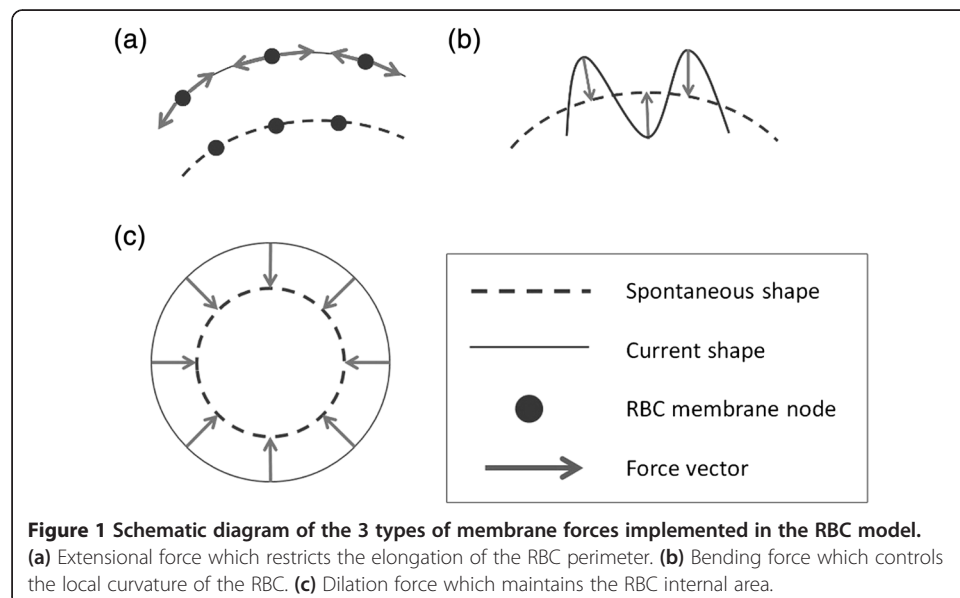 (a)
(b)
(c)
Spontaneous shape
Current shape
RBC membrane node
Force vector
Figure 1 Schematic diagram of the 3 types of membrane forces implemented in the RBC model.
(a) Extensional force which restricts the elongation of the RBC perimeter. (b) Bending force which controls
the local curvature of the RBC. (c) Dilation force which maintains the RBC internal area.